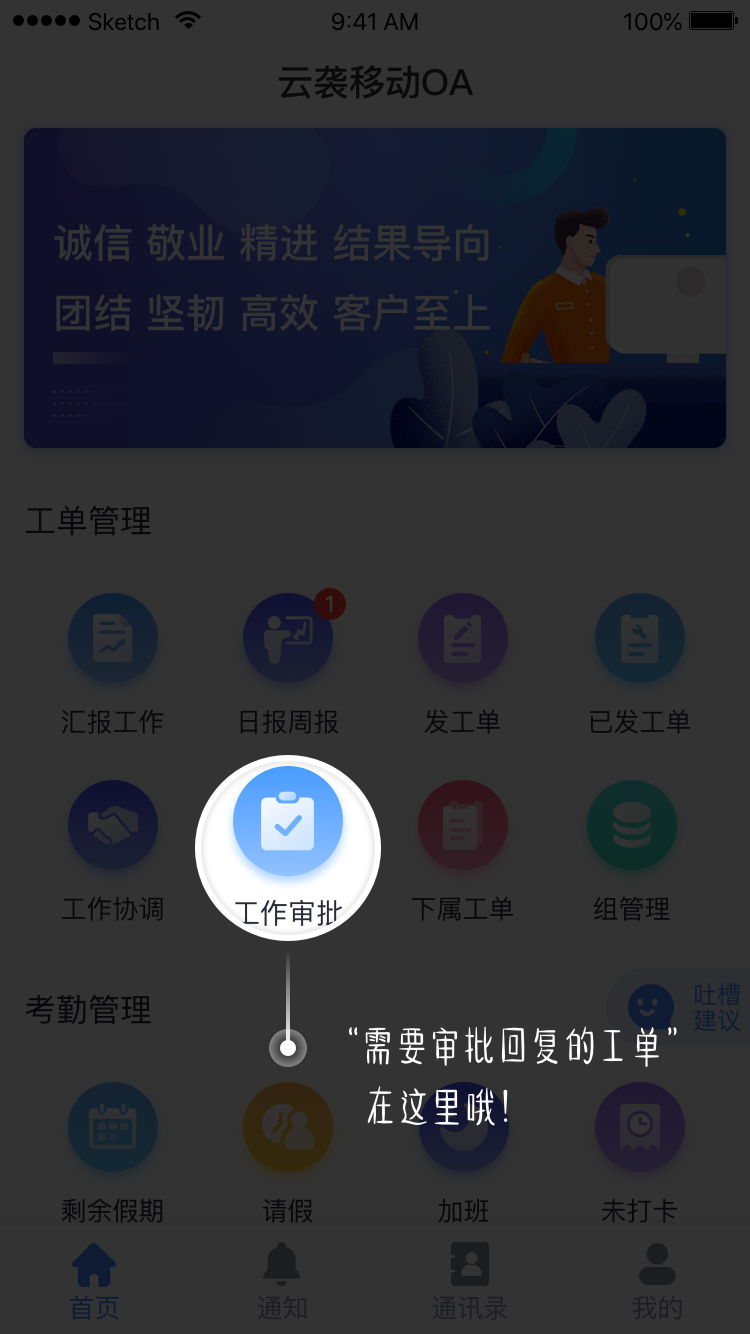 Sketch 9:41 AM 100%
云袭移动OA
诚信 敬业 精进 结果导向
团结 坚韧 高效 客户至上
工单管理
1
汇报工作 日报周报 发工单 已发工单
工作协调 工作审批 下属工单 组管理
考勤管理
吐槽
建议
“需要审批回复的工单”
在这里哦!
剩余假期 请假 加班 未打卡
首页 通知 通讯录 我的